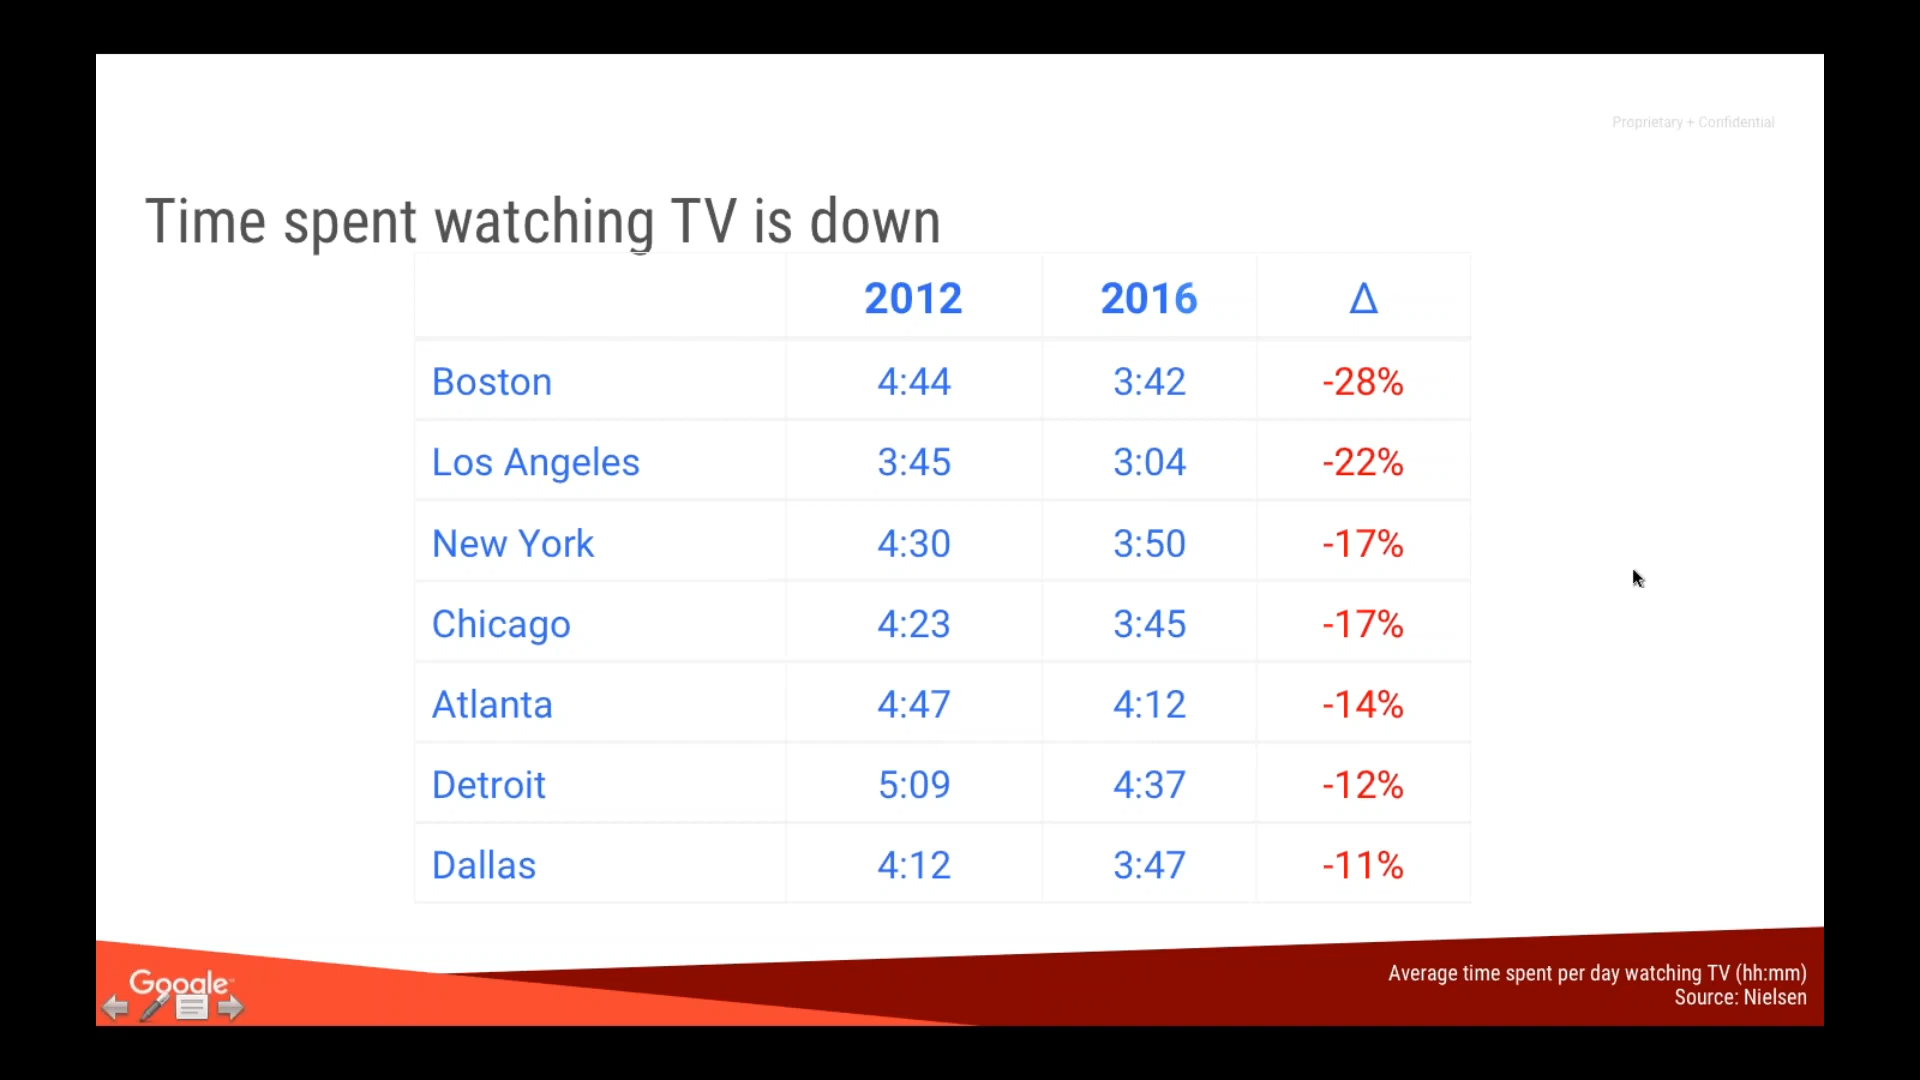 Proprietary + Confidential
Time spent watching TV is down
2012 2016 Δ
Boston 4:44 3:42 -28%
Los Angeles 3:45 3:04 -22%
New York 4:30 3:50 -17%
Chicago 4:23 3:45 -17%
Atlanta 4:47 4:12 -14%
Detroit 5:09 4:37 -12%
Dallas 4:12 3:47 -11%
Google
Average time spent per day watching TV (hh:mm)
Source: Nielsen